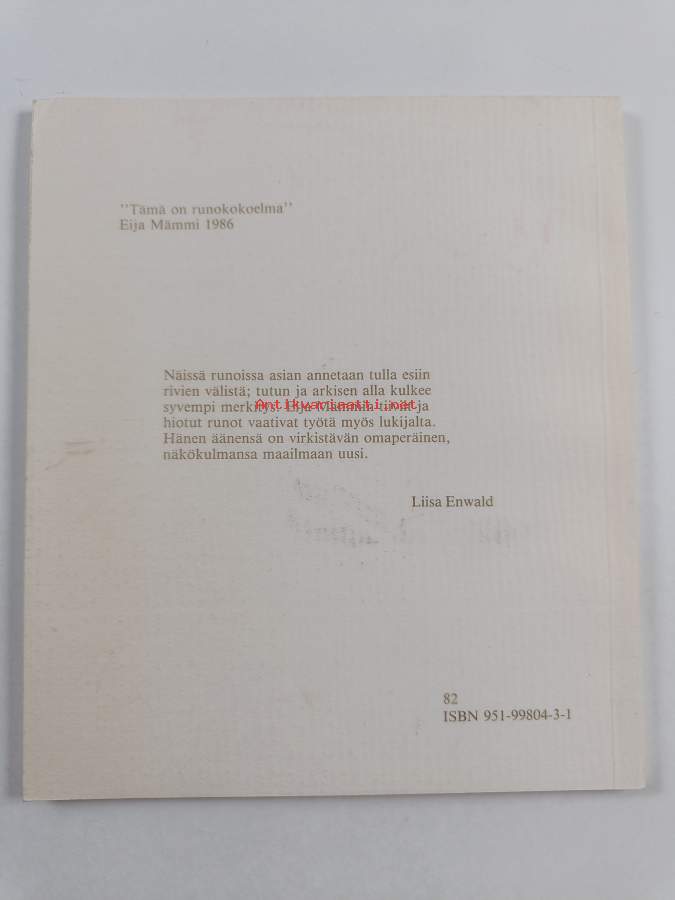 "Tämä on runokokoelma"
Eija Mämmi 1986
Näissä runoissa asian annetaan tulla esiin
rivien välistä; tutun ja arkisen alla kulkee
syvempi merkitys. Eija Mämmin tiiviit ja
Antikvariaatti.net
hiotut runot vaativat työtä myös lukijalta.
Hänen äänensä on virkistävän omaperäinen,
näkökulmansa maailmaan uusi.
Liisa Enwald
82
ISBN 951-99804-3-1